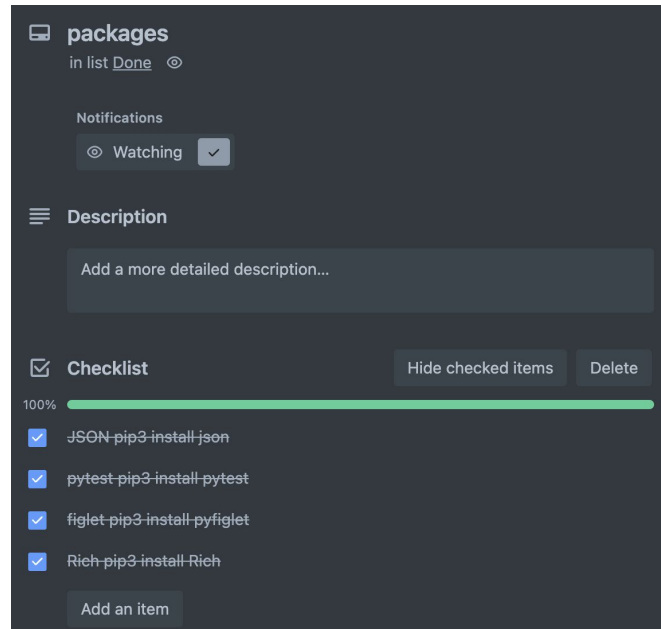 packages
in list Done
Notifications
Watching
Description
Add a more detailed description...
Checklist
Hide checked items
Delete
100%
JSON pip3 install json
pytest pip3 install pytest
figlet pip3 install pyfiglet
Rich pip3 install Rich
Add an item